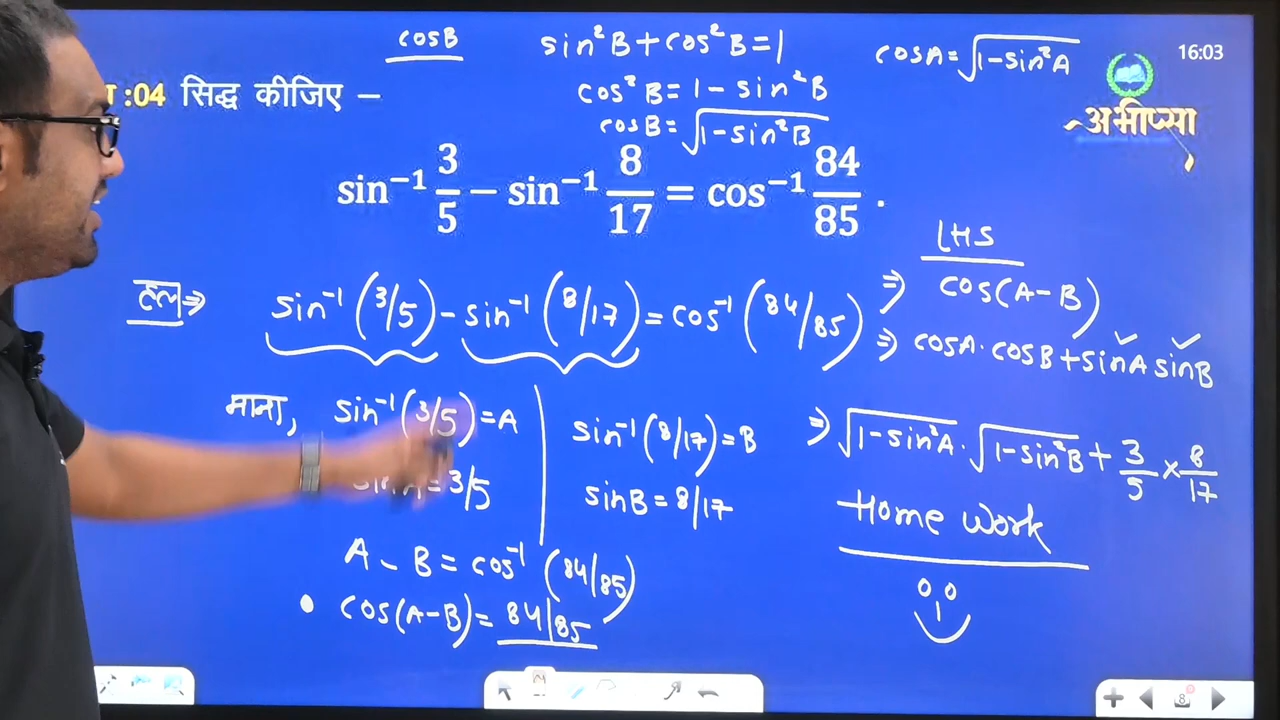 cosB
sin²B + cos²B = 1
cosA = √(1-sin²A)
16:03
:04 सिद्ध कीजिए –
cos²B = 1 - sin²B
cosB = √(1-sin²B)
अभीप्सा
sin⁻¹ 3/5 − sin⁻¹ 8/17 = cos⁻¹ 84/85 .
LHS
हल ⇒ sin⁻¹(3/5) - sin⁻¹(8/17) = cos⁻¹(84/85)
⇒ cos(A-B)
⇒ cosA·cosB + sinA sinB
माना, sin⁻¹(3/5) = A
sin⁻¹(8/17) = B
⇒ √(1-sin²A) · √(1-sin²B) + 3/5 × 8/17
= 3/5
sinB = 8/17
Home Work
A - B = cos⁻¹(84/85)
• cos(A-B) = 84/85
8